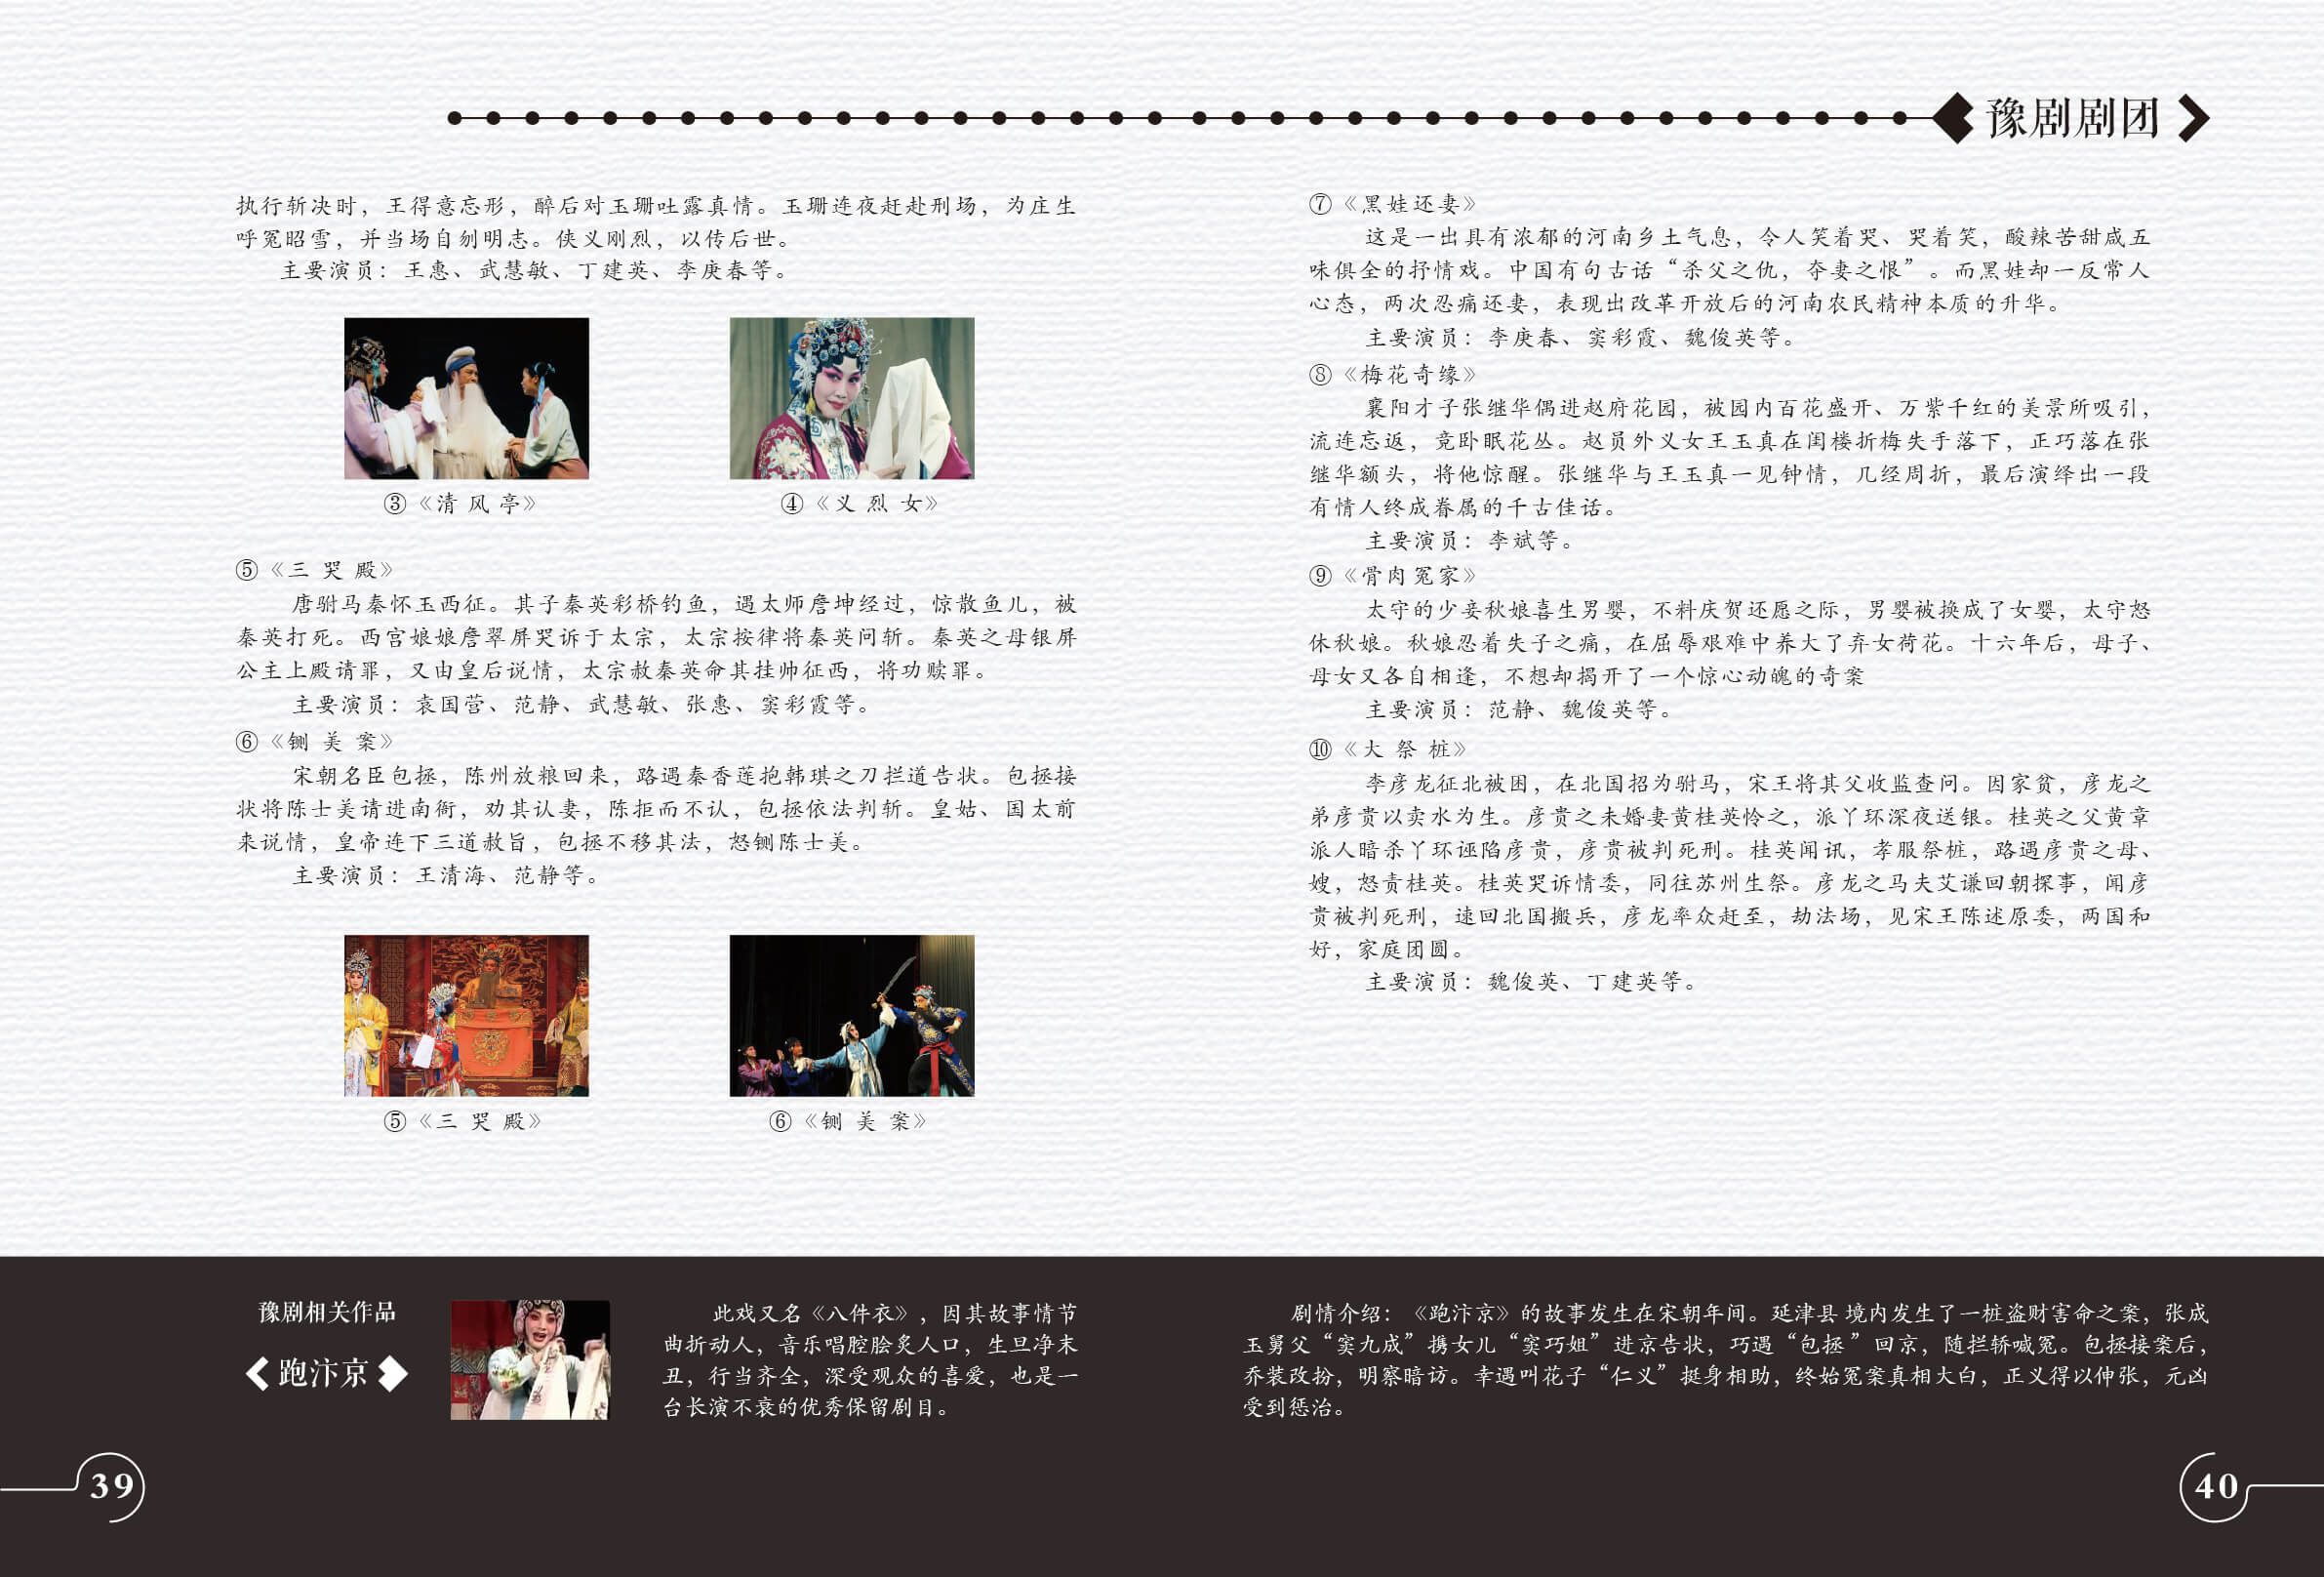 豫剧剧团
执行斩决时，王得意忘形，醉后对玉珊吐露真情。玉珊连夜赶赴刑场，为庄生
呼冤昭雪，并当场自刎明志。侠义刚烈，以传后世。
主要演员：王惠、武慧敏、丁建英、李庚春等。
③《清 风 亭》
④《义 烈 女》
⑤《三 哭 殿》
唐驸马秦怀玉西征。其子秦英彩桥钓鱼，遇太师詹坤经过，惊散鱼儿，被
秦英打死。西宫娘娘詹翠屏哭诉于太宗，太宗按律将秦英问斩。秦英之母银屏
公主上殿请罪，又由皇后说情，太宗赦秦英命其挂帅征西，将功赎罪。
主要演员：袁国营、范静、武慧敏、张惠、窦彩霞等。
⑥《铡 美 案》
宋朝名臣包拯，陈州放粮回来，路遇秦香莲抱韩琪之刀拦道告状。包拯接
状将陈士美请进南衙，劝其认妻，陈拒而不认，包拯依法判斩。皇姑、国太前
来说情，皇帝连下三道赦旨，包拯不移其法，怒铡陈士美。
主要演员：王清海、范静等。
⑤《三 哭 殿》
⑥《铡 美 案》
⑦《黑娃还妻》
这是一出具有浓郁的河南乡土气息，令人笑着哭、哭着笑，酸辣苦甜咸五
味俱全的抒情戏。中国有句古话“杀父之仇，夺妻之恨”。而黑娃却一反常人
心态，两次忍痛还妻，表现出改革开放后的河南农民精神本质的升华。
主要演员：李庚春、窦彩霞、魏俊英等。
⑧《梅花奇缘》
襄阳才子张继华偶进赵府花园，被园内百花盛开、万紫千红的美景所吸引，
流连忘返，竟卧眠花丛。赵员外义女王玉真在闺楼折梅失手落下，正巧落在张
继华额头，将他惊醒。张继华与王玉真一见钟情，几经周折，最后演绎出一段
有情人终成眷属的千古佳话。
主要演员：李斌等。
⑨《骨肉冤家》
太守的少妾秋娘喜生男婴，不料庆贺还愿之际，男婴被换成了女婴，太守怒
休秋娘。秋娘忍着失子之痛，在屈辱艰难中养大了弃女荷花。十六年后，母子、
母女又各自相逢，不想却揭开了一个惊心动魄的奇案
主要演员：范静、魏俊英等。
⑩《大 祭 桩》
李彦龙征北被困，在北国招为驸马，宋王将其父收监查问。因家贫，彦龙之
弟彦贵以卖水为生。彦贵之未婚妻黄桂英怜之，派丫环深夜送银。桂英之父黄章
派人暗杀丫环诬陷彦贵，彦贵被判死刑。桂英闻讯，孝服祭桩，路遇彦贵之母、
嫂，怒责桂英。桂英哭诉情委，同往苏州生祭。彦龙之马夫艾谦回朝探事，闻彦
贵被判死刑，速回北国搬兵，彦龙率众赶至，劫法场，见宋王陈述原委，两国和
好，家庭团圆。
主要演员：魏俊英、丁建英等。
豫剧相关作品
跑汴京
此戏又名《八件衣》，因其故事情节
曲折动人，音乐唱腔脍炙人口，生旦净末
丑，行当齐全，深受观众的喜爱，也是一
台长演不衰的优秀保留剧目。
剧情介绍：《跑汴京》的故事发生在宋朝年间。延津县境内发生了一桩盗财害命之案，张成
玉舅父“窦九成”携女儿“窦巧姐”进京告状，巧遇“包拯”回京，随拦轿喊冤。包拯接案后，
乔装改扮，明察暗访。幸遇叫花子“仁义”挺身相助，终始冤案真相大白，正义得以伸张，元凶
受到惩治。
39
40